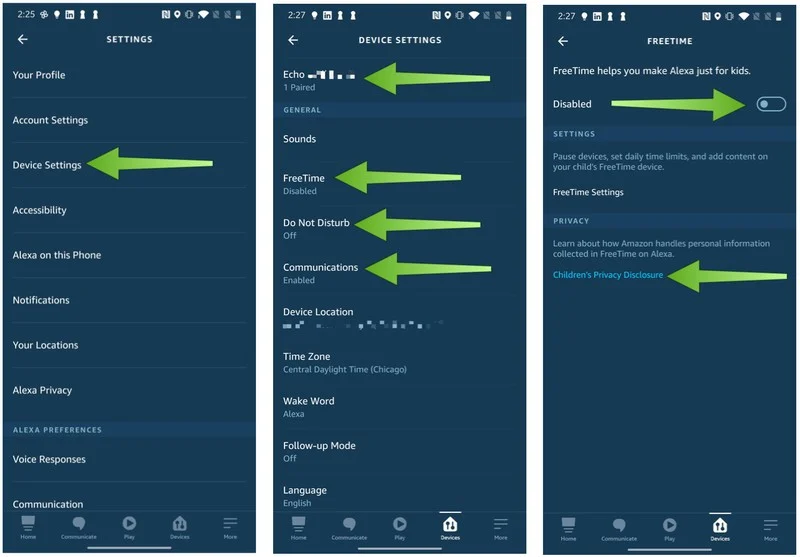 2:25
SETTINGS
Your Profile
Account Settings
Device Settings
Accessibility
Alexa on this Phone
Notifications
Your Locations
Alexa Privacy
ALEXA PREFERENCES
Voice Responses
Communication
Home Communicate Play Devices More
2:27
DEVICE SETTINGS
Echo
1 Paired
GENERAL
Sounds
FreeTime
Disabled
Do Not Disturb
Off
Communications
Enabled
Device Location
Time Zone
Central Daylight Time (Chicago)
Wake Word
Alexa
Follow-up Mode
Off
Language
English
Home Communicate Play Devices More
2:27
FREETIME
FreeTime helps you make Alexa just for kids.
Disabled
SETTINGS
Pause devices, set daily time limits, and add content on
your child's FreeTime device.
FreeTime Settings
PRIVACY
Learn about how Amazon handles personal information
collected in FreeTime on Alexa.
Children's Privacy Disclosure
Home Communicate Play Devices More